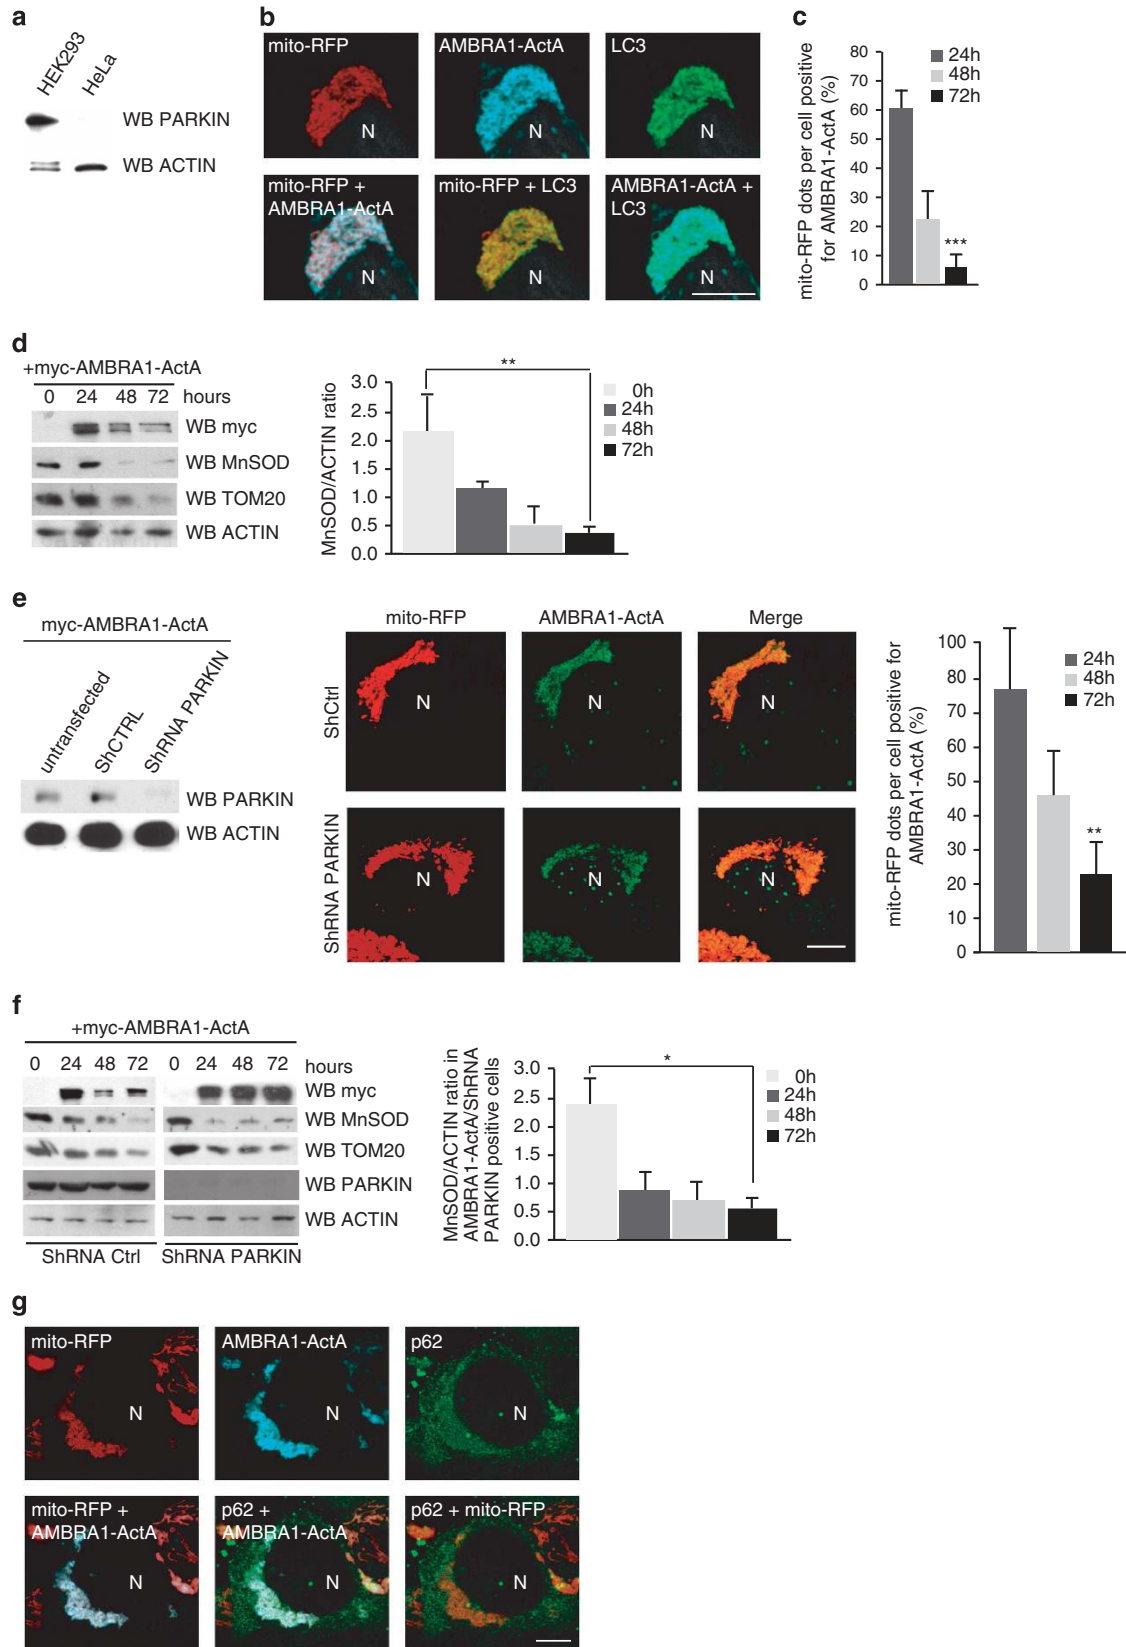 a
HEK293
HeLa
WB PARKIN
WB ACTIN
b
mito-RFP
N
AMBRA1-ActA
N
LC3
N
mito-RFP +
AMBRA1-ActA
N
mito-RFP + LC3
N
AMBRA1-ActA +
LC3
N
c
mito-RFP dots per cell positive
for AMBRA1-ActA (%)
80
70
60
50
40
30
20
10
0
24h
48h
72h
***
d
+myc-AMBRA1-ActA
0 24 48 72 hours
WB myc
WB MnSOD
WB TOM20
WB ACTIN
MnSOD/ACTIN ratio
3.0
2.5
2.0
1.5
1.0
0.5
0.0
**
0h
24h
48h
72h
e
myc-AMBRA1-ActA
untransfected
ShCTRL
ShRNA PARKIN
WB PARKIN
WB ACTIN
mito-RFP
AMBRA1-ActA
Merge
ShCtrl
N
N
N
ShRNA PARKIN
N
N
N
mito-RFP dots per cell positive for
AMBRA1-ActA (%)
100
80
70
60
50
40
30
20
10
0
24h
48h
72h
**
f
+myc-AMBRA1-ActA
0 24 48 72 0 24 48 72 hours
WB myc
WB MnSOD
WB TOM20
WB PARKIN
WB ACTIN
ShRNA Ctrl
ShRNA PARKIN
MnSOD/ACTIN ratio in
AMBRA1-ActA/ShRNA
PARKIN positive cells
3.0
2.5
2.0
1.5
1.0
0.5
0.0
*
0h
24h
48h
72h
g
mito-RFP
N
AMBRA1-ActA
N
p62
N
mito-RFP +
AMBRA1-ActA
N
p62 +
AMBRA1-ActA
N
p62 + mito-RFP
N